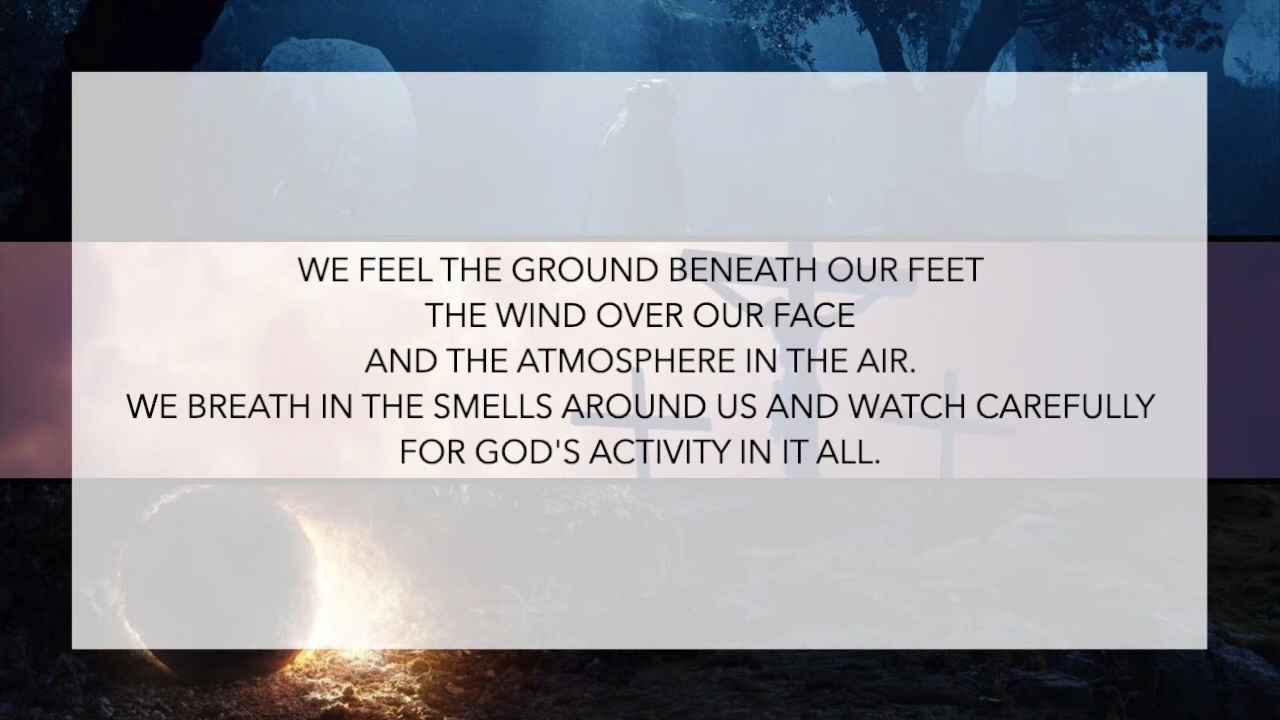 WE FEEL THE GROUND BENEATH OUR FEET
THE WIND OVER OUR FACE
AND THE ATMOSPHERE IN THE AIR.
WE BREATH IN THE SMELLS AROUND US AND WATCH CAREFULLY
FOR GOD'S ACTIVITY IN IT ALL.